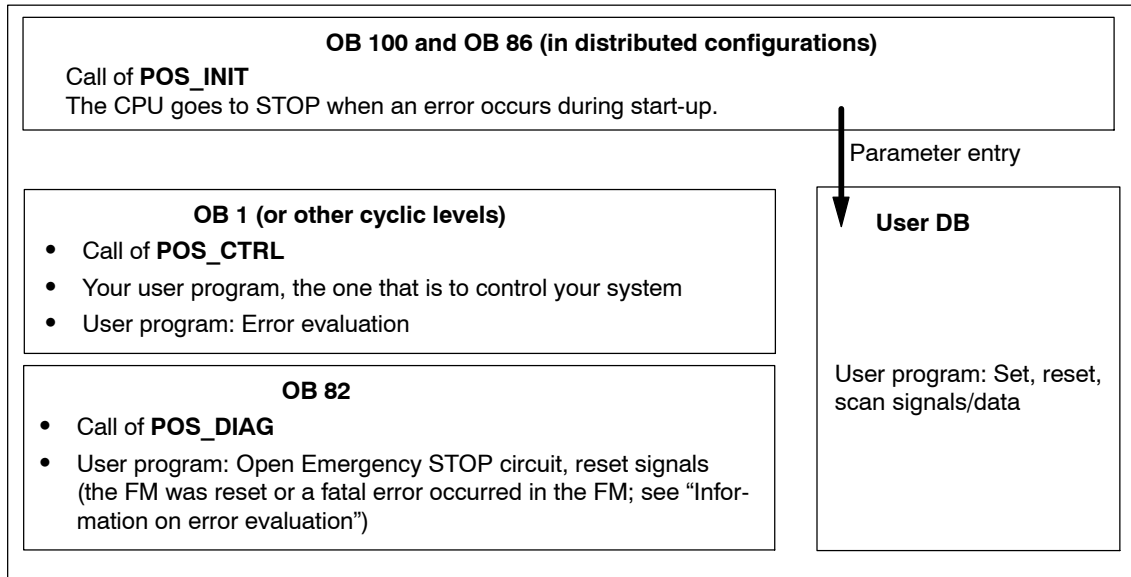 OB 100 and OB 86 (in distributed configurations)
Call of POS_INIT
The CPU goes to STOP when an error occurs during start-up.
Parameter entry
OB 1 (or other cyclic levels)
• Call of POS_CTRL
• Your user program, the one that is to control your system
• User program: Error evaluation
OB 82
• Call of POS_DIAG
• User program: Open Emergency STOP circuit, reset signals
(the FM was reset or a fatal error occurred in the FM; see “Infor-
mation on error evaluation”)
User DB
User program: Set, reset,
scan signals/data